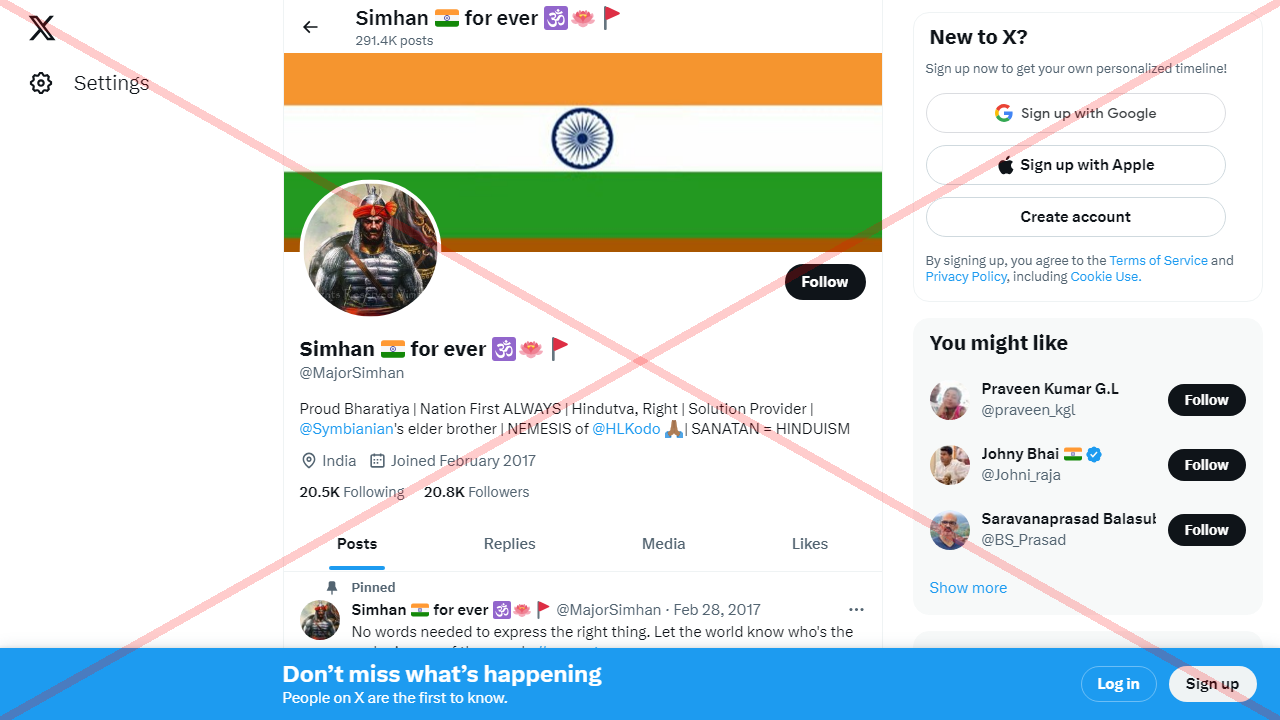 Settings
Simhan 🇮🇳 for ever 🕉🪷 🚩
291.4K posts
Follow
Simhan 🇮🇳 for ever 🕉🪷 🚩
@MajorSimhan
Proud Bharatiya | Nation First ALWAYS | Hindutva, Right | Solution Provider |
@Symbianian's elder brother | NEMESIS of @HLKodo 🙏🏾| SANATAN = HINDUISM
India Joined February 2017
20.5K Following 20.8K Followers
Posts Replies Media Likes
Pinned
Simhan 🇮🇳 for ever 🕉🪷 🚩 @MajorSimhan · Feb 28, 2017
No words needed to express the right thing. Let the world know who's the
New to X?
Sign up now to get your own personalized timeline!
Sign up with Google
Sign up with Apple
Create account
By signing up, you agree to the Terms of Service and
Privacy Policy, including Cookie Use.
You might like
Praveen Kumar G.L
@praveen_kgl
Follow
Johny Bhai 🇮🇳
@Johni_raja
Follow
Saravanaprasad Balasub
@BS_Prasad
Follow
Show more
Don’t miss what’s happening
People on X are the first to know.
Log in
Sign up